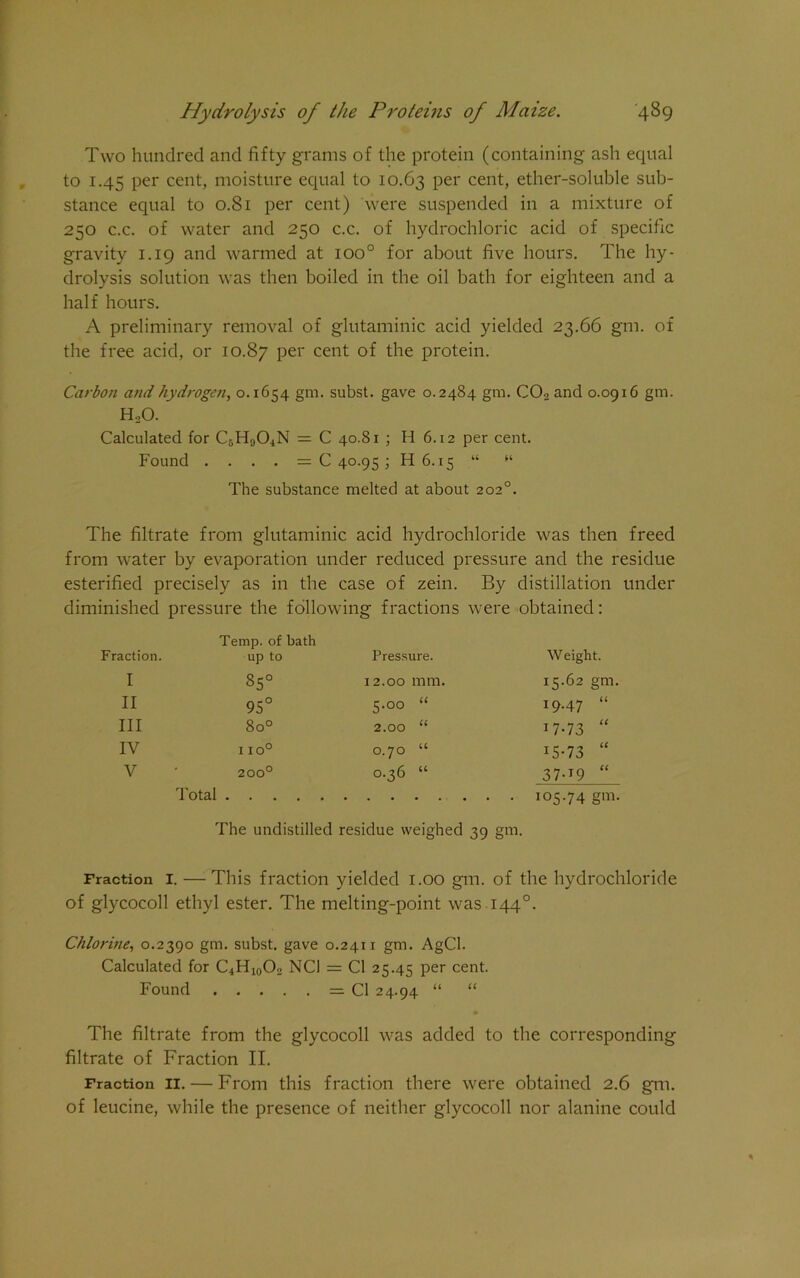 Hydrolysis of the Proteins of Maize. 489
Two hundred and fifty grams of the protein (containing ash equal
to 1.45 per cent, moisture equal to 10.63 per cent, ether-soluble sub-
stance equal to 0.81 per cent) were suspended in a mixture of
250 c.c. of water and 250 c.c. of hydrochloric acid of specific
gravity 1.19 and warmed at 100° for about five hours. The hy-
drolysis solution was then boiled in the oil bath for eighteen and a
half hours.
A preliminary removal of glutaminic acid yielded 23.66 gm. of
the free acid, or 10.87 per cent of the protein.
Carbon and hydrogen, 0.1654 gm. subst. gave 0.2484 gm. CO₂ and 0.0916 gm.
H₂O.
Calculated for C₅H₉O₄N = C 40.81 ; H 6.12 per cent.
Found . . . . = C 40.95 ; H 6.15 “ “
The substance melted at about 202°.
The filtrate from glutaminic acid hydrochloride was then freed
from water by evaporation under reduced pressure and the residue
esterified precisely as in the case of zein. By distillation under
diminished pressure the following fractions were obtained:
Temp. of bath
Fraction. up to Pressure. Weight.
I 85° 12.00 mm. 15.62 gm.
II 95° 5.00 “ 19.47 “
III 80° 2.00 “ 17.73 “
IV 110° 0.70 “ 15.73 “
V 200° 0.36 “ 37.19 “
Total . . . . . . . . . . . . . 105.74 gm.
The undistilled residue weighed 39 gm.
Fraction I. — This fraction yielded 1.00 gm. of the hydrochloride
of glycocoll ethyl ester. The melting-point was 144°.
Chlorine, 0.2390 gm. subst. gave 0.2411 gm. AgCl.
Calculated for C₄H₁₀O₂ NCl = Cl 25.45 per cent.
Found . . . . . = Cl 24.94 “ “
The filtrate from the glycocoll was added to the corresponding
filtrate of Fraction II.
Fraction II. — From this fraction there were obtained 2.6 gm.
of leucine, while the presence of neither glycocoll nor alanine could